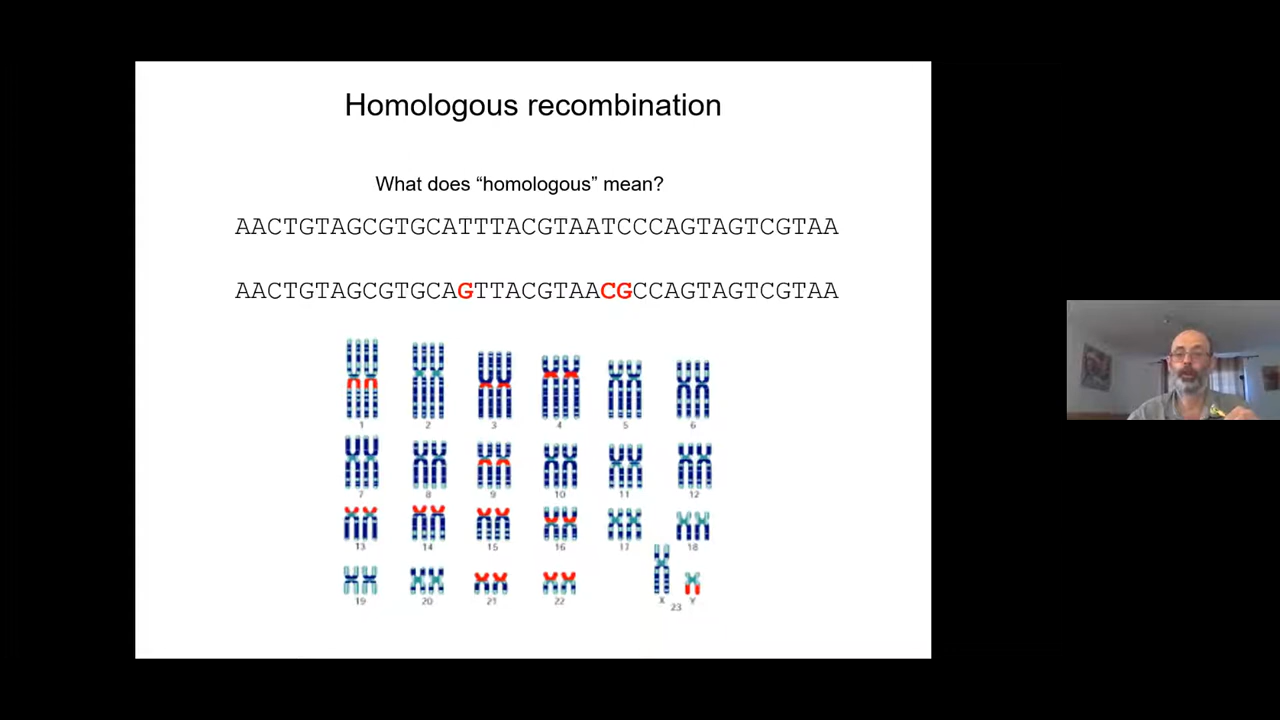 Homologous recombination
What does “homologous” mean?
AACTGTAGCGTGCATTTACGTAATCCCAGTAGTCGTAA
AACTGTAGCGTGCAGTTACGTAACGCCAGTAGTCGTAA
1 2 3 4 5 6
7 8 9 10 11 12
13 14 15 16 17 18
19 20 21 22 X Y
23